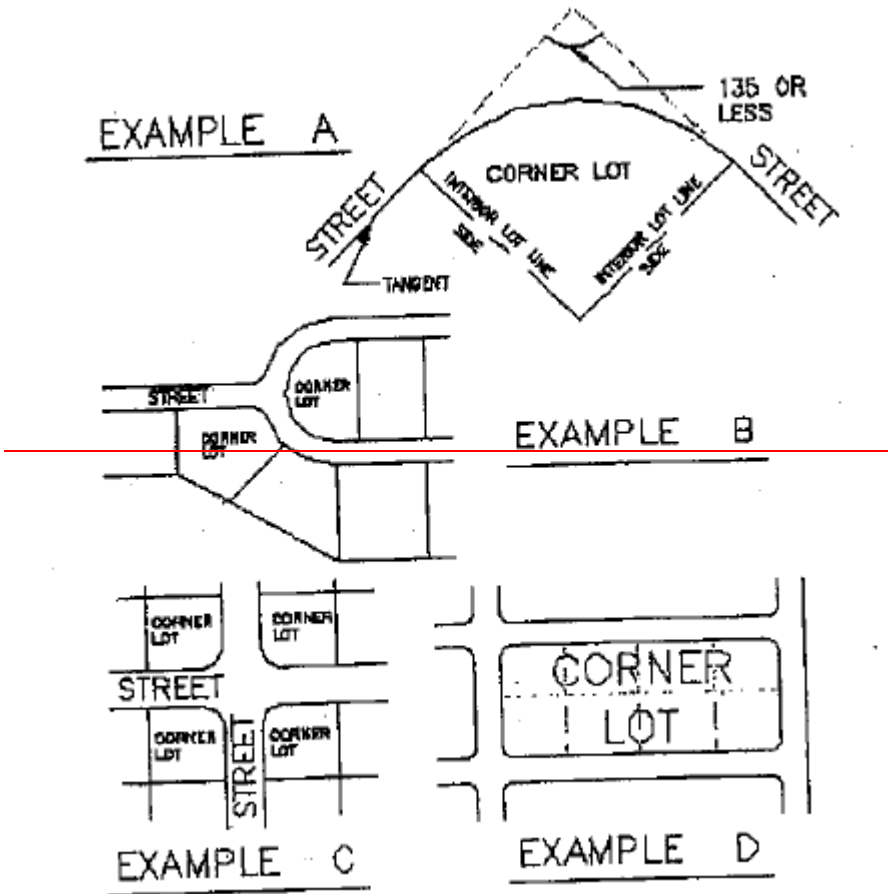 135 OR
LESS
EXAMPLE A
CORNER LOT
STREET
STREET
INTERIOR LOT LINE
SIDE
INTERIOR LOT LINE
SIDE
TANGENT
STREET
CORNER
LOT
CORNER
LOT
EXAMPLE B
CORNER
LOT
CORNER
LOT
STREET
CORNER
LOT
CORNER
LOT
STREET
CORNER
LOT
EXAMPLE C
EXAMPLE D